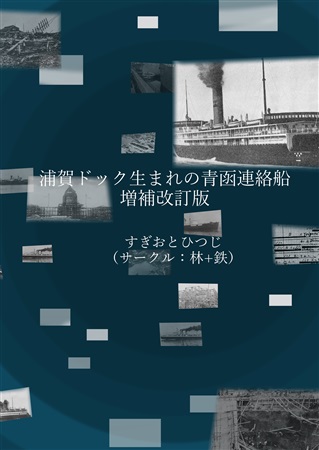 浦賀ドック生まれの青函連絡船
増補改訂版
すぎおとひつじ
（サークル：林+鉄）